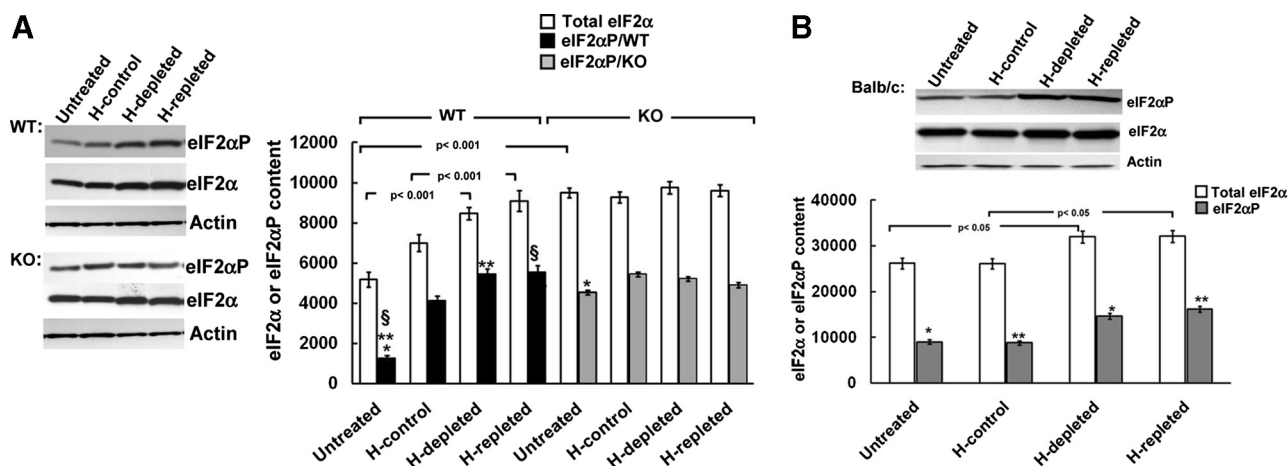 A
Untreated
H-control
H-depleted
H-repleted
WT:
eIF2αP
eIF2α
Actin
KO:
eIF2αP
eIF2α
Actin
Total eIF2α
eIF2αP/WT
eIF2αP/KO
WT
KO
p< 0.001
p< 0.001
p< 0.001
eIF2α or eIF2αP content
12000
10000
8000
6000
4000
2000
0
§
**
*
**
§
*
Untreated
H-control
H-depleted
H-repleted
Untreated
H-control
H-depleted
H-repleted
B
Untreated
H-control
H-depleted
H-repleted
Balb/c:
eIF2αP
eIF2α
Actin
Total eIF2α
eIF2αP
p< 0.05
p< 0.05
eIF2α or eIF2αP content
40000
30000
20000
10000
0
*
**
*
**
Untreated
H-control
H-depleted
H-repleted